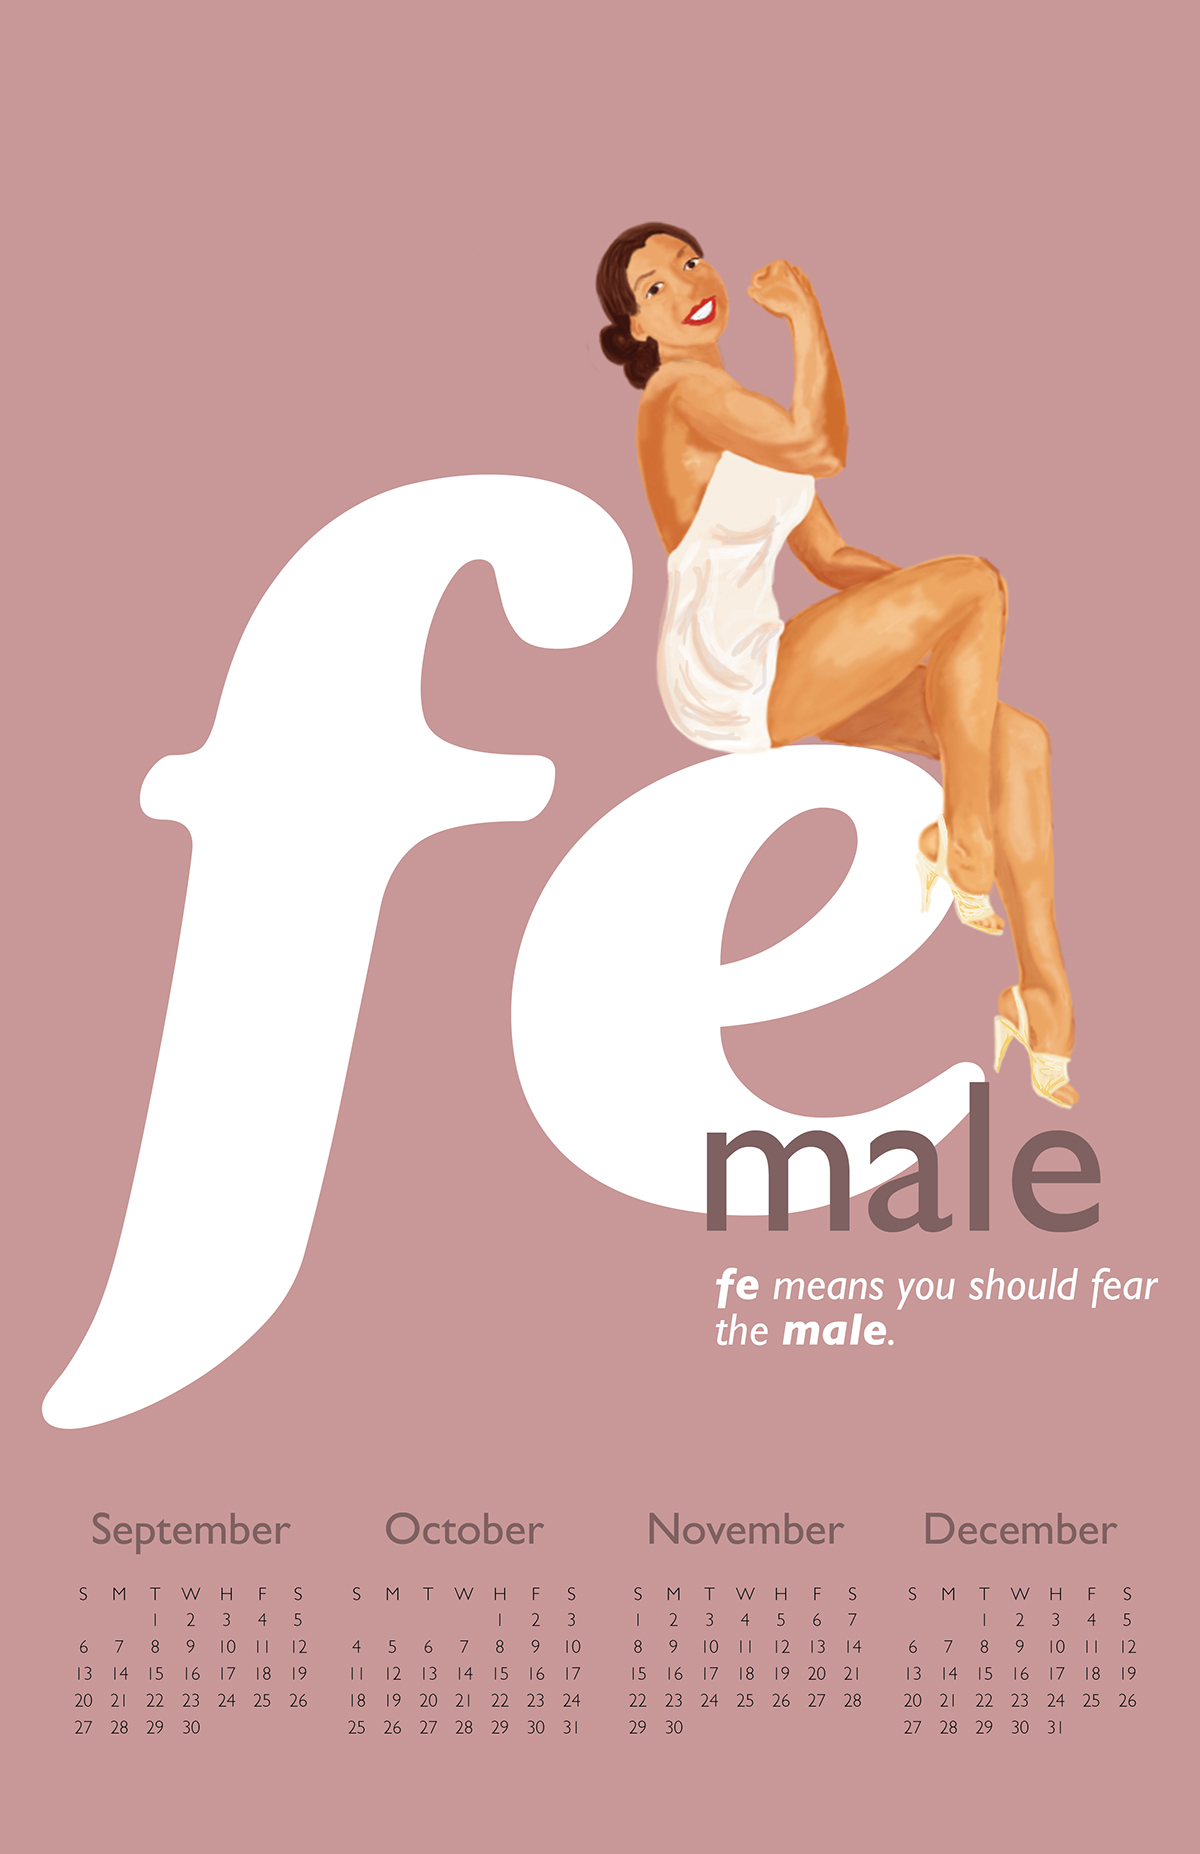 fe
male
fe means you should fear
the male.
September October November December
S M T W H F S S M T W H F S S M T W H F S S M T W H F S
1 2 3 4 5 1 2 3 1 2 3 4 5 6 7 1 2 3 4 5
6 7 8 9 10 11 12 4 5 6 7 8 9 10 8 9 10 11 12 13 14 6 7 8 9 10 11 12
13 14 15 16 17 18 19 11 12 13 14 15 16 17 15 16 17 18 19 20 21 13 14 15 16 17 18 19
20 21 22 23 24 25 26 18 19 20 21 22 23 24 22 23 24 25 26 27 28 20 21 22 23 24 25 26
27 28 29 30 25 26 27 28 29 30 31 29 30 27 28 29 30 31